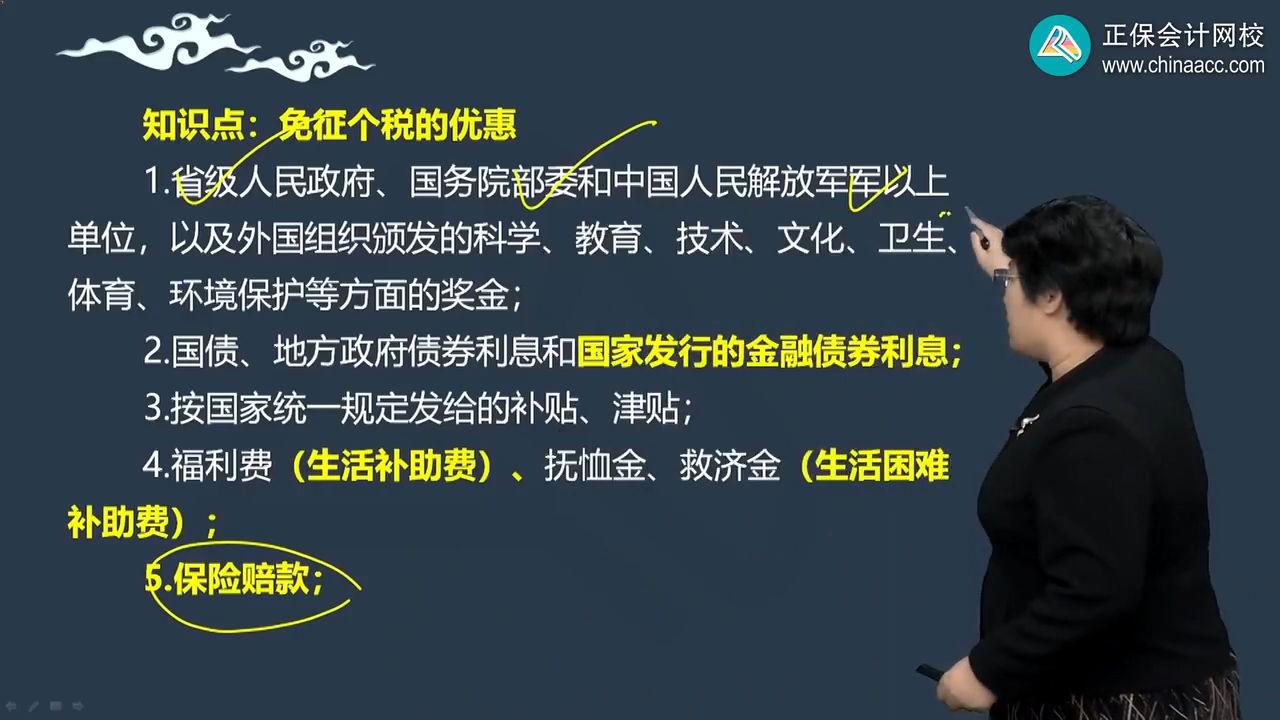 正保会计网校
www.chinaacc.com
知识点：免征个税的优惠
1.省级人民政府、国务院部委和中国人民解放军军以上
单位，以及外国组织颁发的科学、教育、技术、文化、卫生、
体育、环境保护等方面的奖金；
2.国债、地方政府债券利息和国家发行的金融债券利息；
3.按国家统一规定发给的补贴、津贴；
4.福利费（生活补助费）、抚恤金、救济金（生活困难
补助费）；
5.保险赔款；